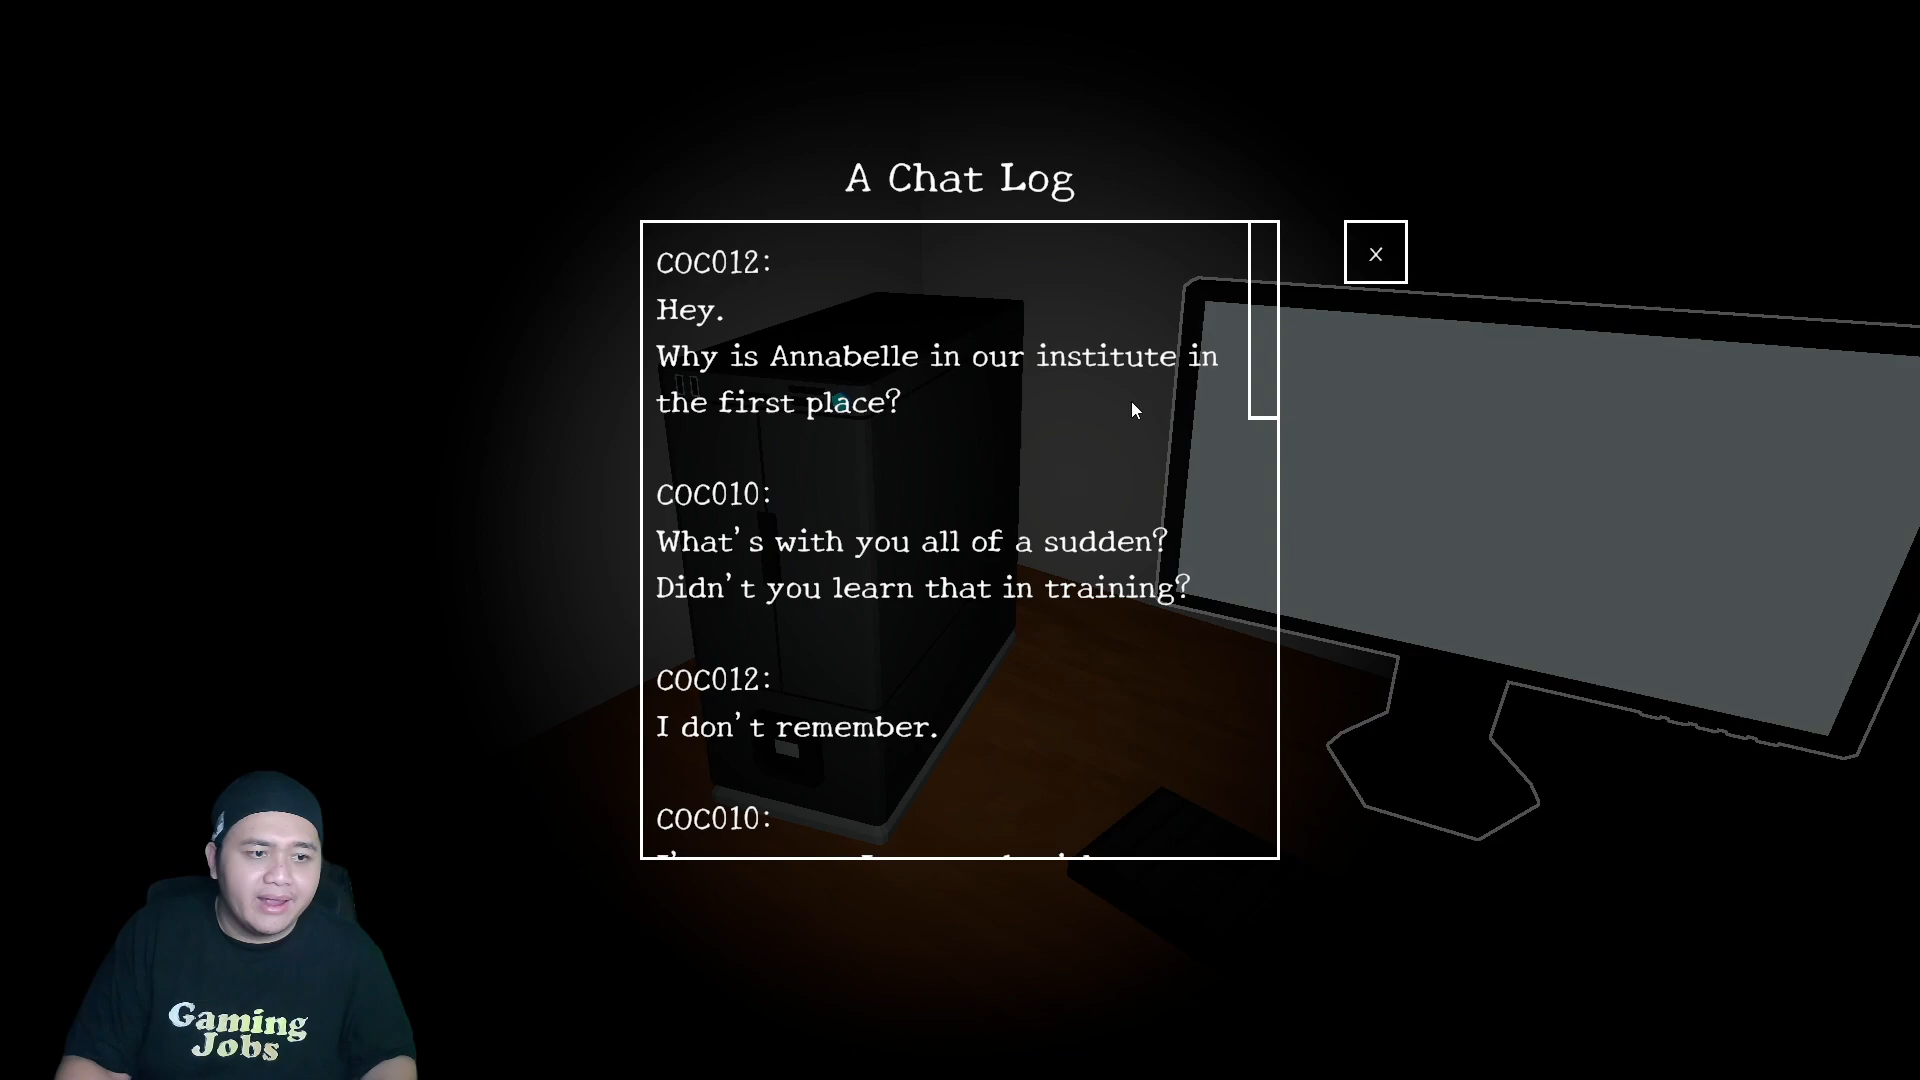 A Chat Log
x
COC012:
Hey.
Why is Annabelle in our institute in
the first place?
COC010:
What's with you all of a sudden?
Didn't you learn that in training?
COC012:
I don't remember.
COC010:
Gaming
Jobs